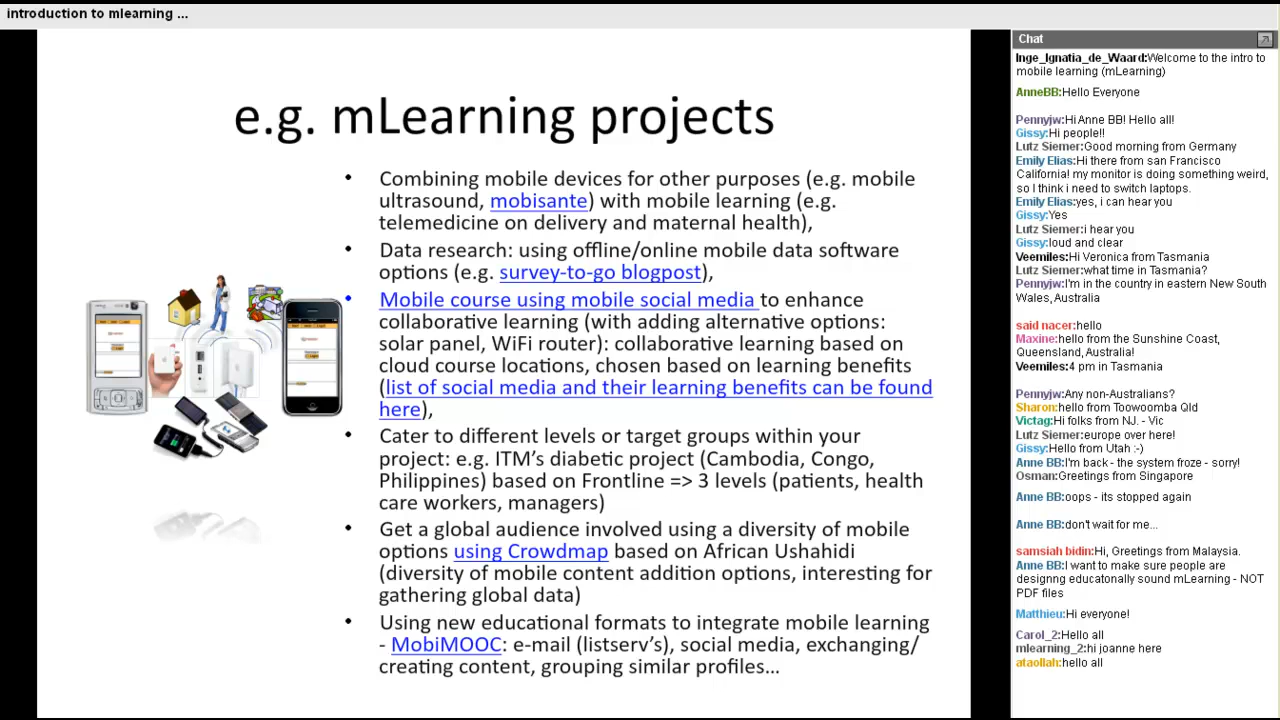 introduction to mlearning ...
e.g. mLearning projects
• Combining mobile devices for other purposes (e.g. mobile
ultrasound, mobisante) with mobile learning (e.g.
telemedicine on delivery and maternal health),
• Data research: using offline/online mobile data software
options (e.g. survey-to-go blogpost),
• Mobile course using mobile social media to enhance
collaborative learning (with adding alternative options:
solar panel, WiFi router): collaborative learning based on
cloud course locations, chosen based on learning benefits
(list of social media and their learning benefits can be found
here),
• Cater to different levels or target groups within your
project: e.g. ITM's diabetic project (Cambodia, Congo,
Philippines) based on Frontline => 3 levels (patients, health
care workers, managers)
• Get a global audience involved using a diversity of mobile
options using Crowdmap based on African Ushahidi
(diversity of mobile content addition options, interesting for
gathering global data)
• Using new educational formats to integrate mobile learning
- MobiMOOC: e-mail (listserv's), social media, exchanging/
creating content, grouping similar profiles...
Chat
Inge_Ignatia_de_Waard:Welcome to the intro to
mobile learning (mLearning)
AnneBB:Hello Everyone
Pennyjw:Hi Anne BB! Hello all!
Gissy:Hi people!!
Lutz Siemer:Good morning from Germany
Emily Elias:Hi there from san Francisco
California! my monitor is doing something weird,
so I think i need to switch laptops.
Emily Elias:yes, i can hear you
Gissy:Yes
Lutz Siemer:i hear you
Gissy:loud and clear
Veemiles:Hi Veronica from Tasmania
Lutz Siemer:what time in Tasmania?
Pennyjw:I'm in the country in eastern New South
Wales, Australia
said nacer:hello
Maxine:hello from the Sunshine Coast,
Queensland, Australia!
Veemiles:4 pm in Tasmania
Pennyjw:Any non-Australians?
Sharon:hello from Toowoomba Qld
Victag:Hi folks from NJ. - Vic
Lutz Siemer:europe over here!
Gissy:Hello from Utah :-)
Anne BB:I'm back - the system froze - sorry!
Osman:Greetings from Singapore
Anne BB:oops - its stopped again
Anne BB:don't wait for me...
samsiah bidin:Hi, Greetings from Malaysia.
Anne BB:I want to make sure people are
designng educatonally sound mLearning - NOT
PDF files
Matthieu:Hi everyone!
Carol_2:Hello all
mlearning_2:hi joanne here
ataollah:hello all